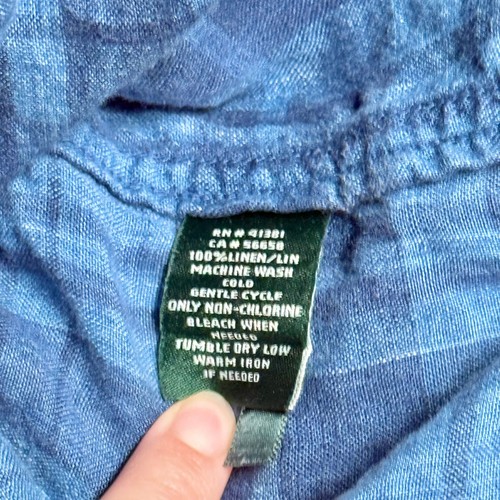 RN # 41381
CA # 56650
100% LINEN/LIN
MACHINE WASH
COLD
GENTLE CYCLE
ONLY NON-CHLORINE
BLEACH WHEN
NEEDED
TUMBLE DRY LOW
WARM IRON
IF NEEDED